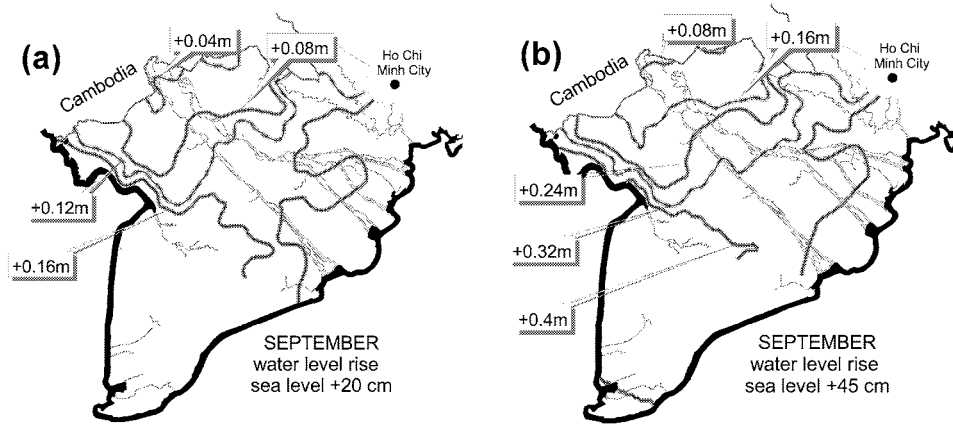 (a)
+0.04m
+0.08m
Ho Chi
Minh City
Cambodia
+0.12m
+0.16m
SEPTEMBER
water level rise
sea level +20 cm
(b)
+0.08m
+0.16m
Ho Chi
Minh City
Cambodia
+0.24m
+0.32m
+0.4m
SEPTEMBER
water level rise
sea level +45 cm